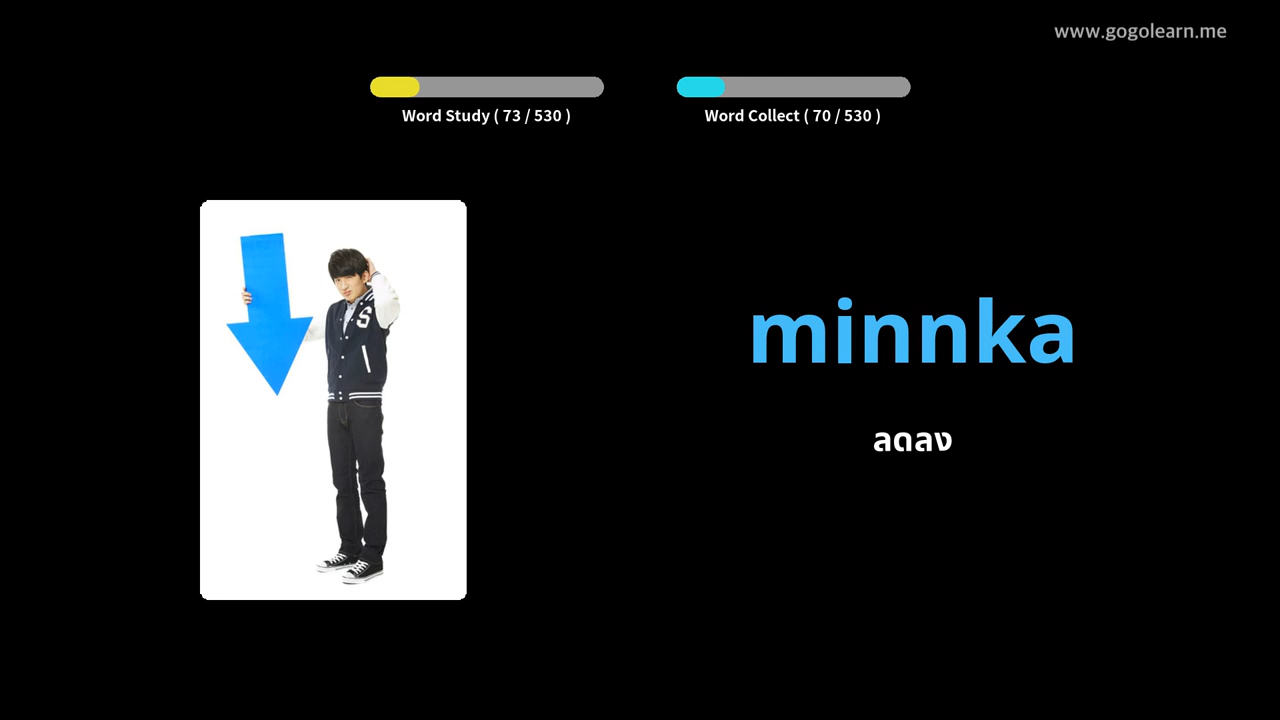 www.gogolearn.me
Word Study ( 73 / 530 )
Word Collect ( 70 / 530 )
S
minnka
ลดลง